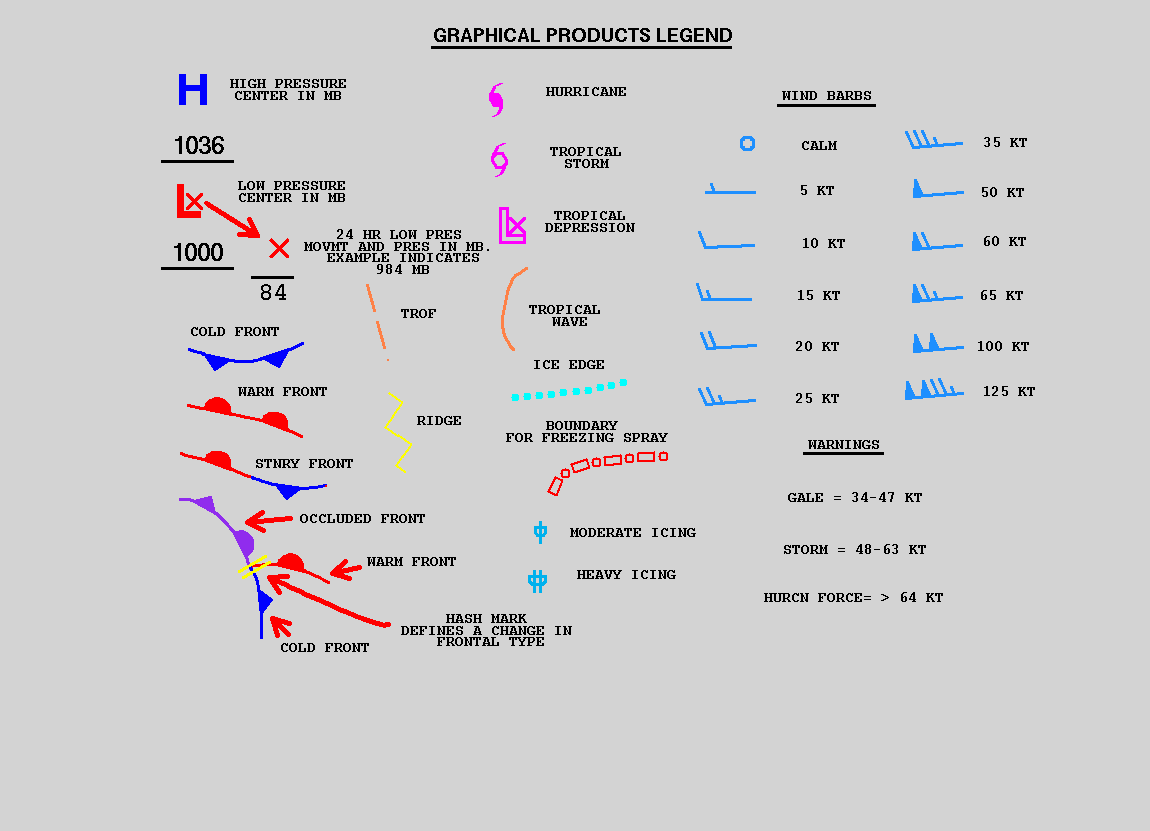 GRAPHICAL PRODUCTS LEGEND
H
HIGH PRESSURE
CENTER IN MB
1036
L
LOW PRESSURE
CENTER IN MB
1000
24 HR LOW PRES
MOVMT AND PRES IN MB.
EXAMPLE INDICATES
984 MB
84
TROF
COLD FRONT
WARM FRONT
RIDGE
STNRY FRONT
OCCLUDED FRONT
WARM FRONT
HASH MARK
DEFINES A CHANGE IN
FRONTAL TYPE
COLD FRONT
HURRICANE
TROPICAL
STORM
TROPICAL
DEPRESSION
TROPICAL
WAVE
ICE EDGE
BOUNDARY
FOR FREEZING SPRAY
MODERATE ICING
HEAVY ICING
WIND BARBS
CALM
5 KT
10 KT
15 KT
20 KT
25 KT
35 KT
50 KT
60 KT
65 KT
100 KT
125 KT
WARNINGS
GALE = 34-47 KT
STORM = 48-63 KT
HURCN FORCE= > 64 KT